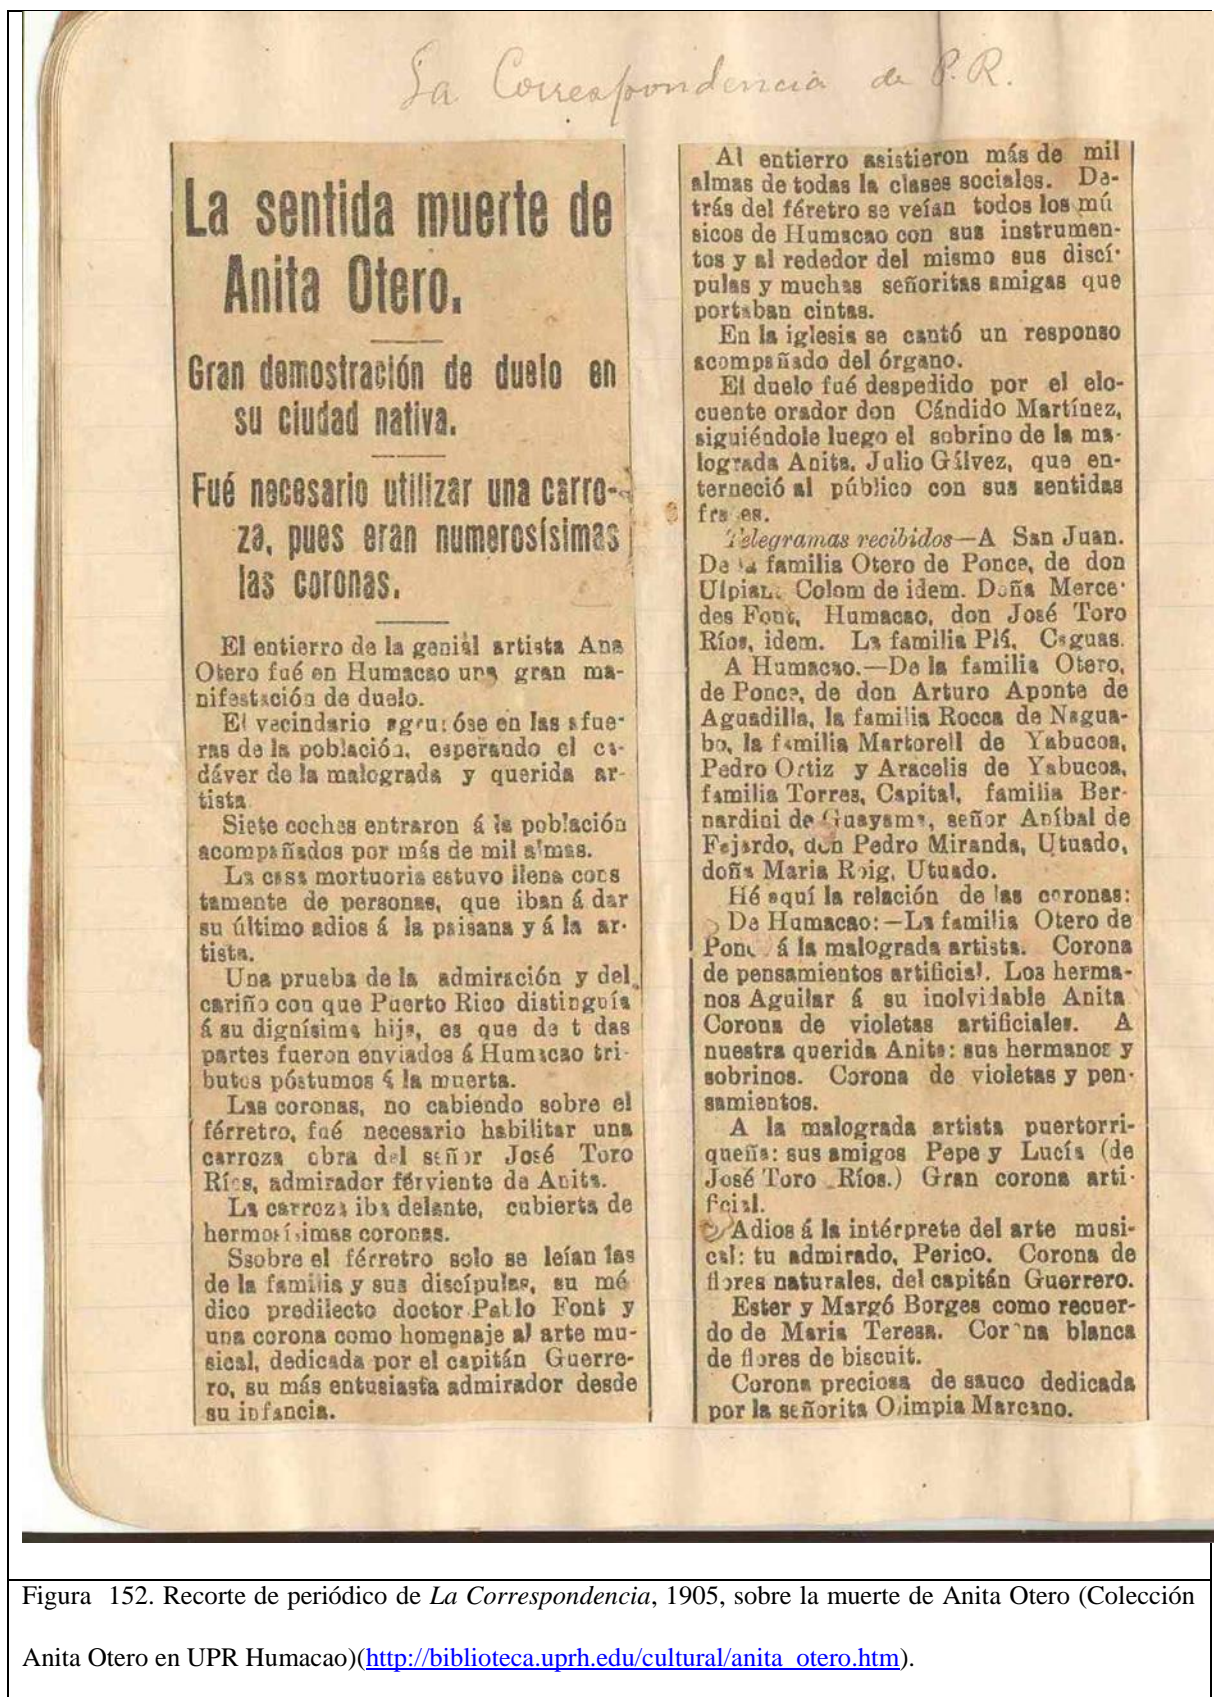 La Correspondencia de P. R.
La sentida muerte de
Anita Otero.
Gran demostración de duelo en
su ciudad nativa.
Fué necesario utilizar una carro-
za, pues eran numerosísimas
las coronas.
El entierro de la genial artista Ana
Otero fué en Humacao una gran ma-
nifestación de duelo.
El vecindario en las afue-
ras de la población, esperando el ca-
dáver de la malograda y querida ar-
tista
Siete coches entraron á la población
acompañados por más de mil almas.
La casa mortuoria estuvo llena cons
tamente de personas, que iban á dar
su último adios á la paisana y á la ar-
tista.
Una prueba de la admiración y del
cariño con que Puerto Rico distinguía
á su dignísima hija, es que de t das
partes fueron enviados á Humacao tri-
butos póstumos á la muerta.
Las coronas, no cabiendo sobre el
férretro, fué necesario habilitar una
carroza obra del señor José Toro
Ríos, admirador férviente de Anita.
La carroza iba delante, cubierta de
hermosísimas coronas.
Ssobre el férretro solo se leían las
de la familia y sus discípulas, su mé
dico predilecto doctor Pablo Font y
una corona como homenaje al arte mu-
sical, dedicada por el capitán Guerre-
ro, su más entusiasta admirador desde
su infancia.
Al entierro asistieron más de mil
almas de todas la clases sociales. De-
trás del féretro se veían todos los mú
sicos de Humacao con sus instrumen-
tos y al rededor del mismo sus discí-
pulas y muchas señoritas amigas que
portaban cintas.
En la iglesia se cantó un responso
acompañado del órgano.
El duelo fué despedido por el elo-
cuente orador don Cándido Martínez,
siguiéndole luego el sobrino de la ma-
lograda Anita, Julio Gálvez, que en-
terneció al público con sus sentidas
frases.
Telegramas recibidos—A San Juan.
De la familia Otero de Ponce, de don
Ulpian. Colom de idem. Doña Merce-
des Font, Humacao, don José Toro
Ríos, idem. La familia Plá, Caguas.
A Humacao.—De la familia Otero,
de Ponce, de don Arturo Aponte de
Aguadilla, la familia Rocca de Nagua-
bo, la familia Martorell de Yabucoa,
Pedro Ortiz y Aracelis de Yabucoa,
familia Torres, Capital, familia Ber-
nardini de Guayama, señor Aníbal de
Fajardo, don Pedro Miranda, Utuado,
doña Maria Roig, Utuado.
Hé aquí la relación de las coronas:
De Humacao:—La familia Otero de
Ponce á la malograda artista. Corona
de pensamientos artificial. Los herma-
nos Aguilar á su inolvidable Anita
Corona de violetas artificiales. A
nuestra querida Anita: sus hermanos y
sobrinos. Corona de violetas y pen-
samientos.
A la malograda artista puertorri-
queña: sus amigos Pepe y Lucía (de
José Toro Ríos.) Gran corona arti-
ficial.
Adios á la intérprete del arte musi-
cal: tu admirado, Perico. Corona de
flores naturales, del capitán Guerrero.
Ester y Margó Borges como recuer-
do de Maria Teresa. Corona blanca
de flores de biscuit.
Corona preciosa de sauco dedicada
por la señorita Olimpia Marcano.
Figura 152. Recorte de periódico de La Correspondencia, 1905, sobre la muerte de Anita Otero (Colección
Anita Otero en UPR Humacao)(http://biblioteca.uprh.edu/cultural/anita_otero.htm).